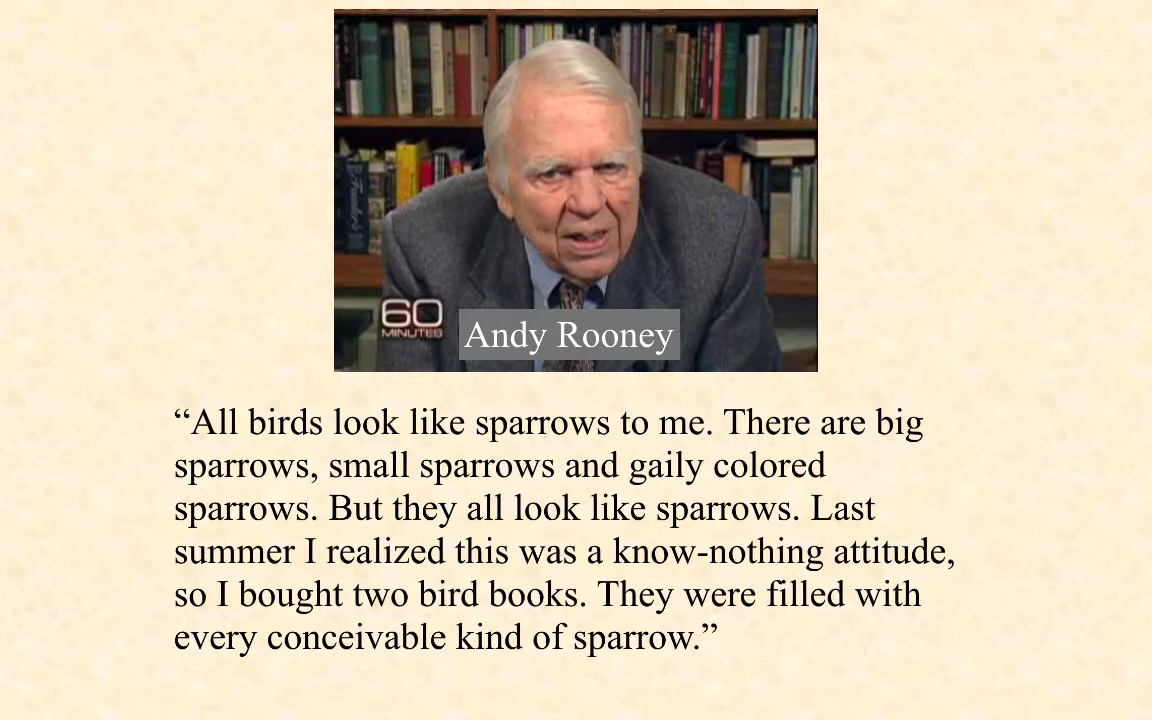 60
MINUTES
Andy Rooney
“All birds look like sparrows to me. There are big
sparrows, small sparrows and gaily colored
sparrows. But they all look like sparrows. Last
summer I realized this was a know-nothing attitude,
so I bought two bird books. They were filled with
every conceivable kind of sparrow.”